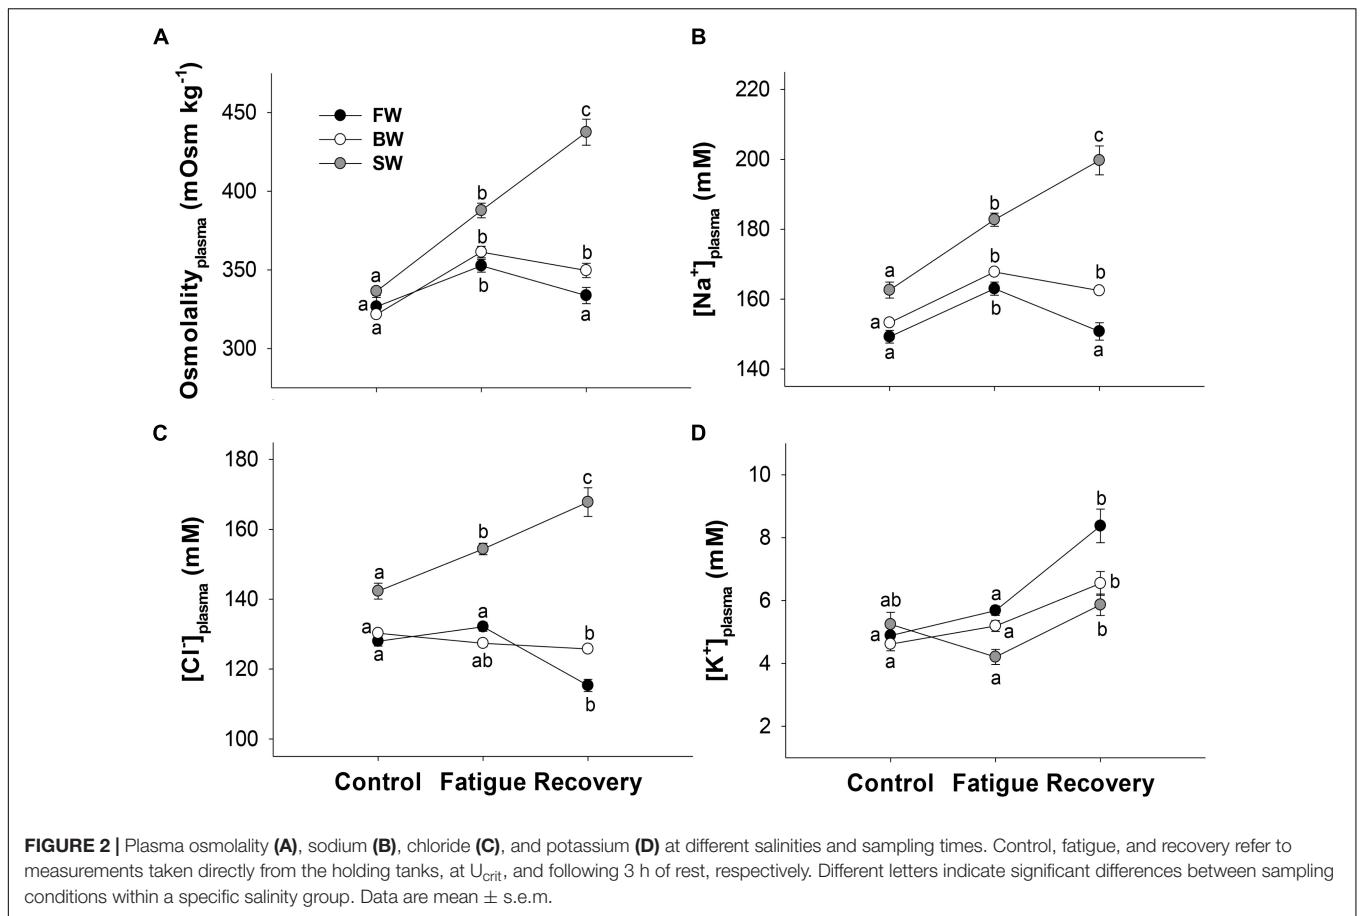 A
Osmolality plasma (mOsm kg-1)
450
400
350
300
FW
BW
SW
a
a
a
b
b
b
c
b
a
B
[Na+]plasma (mM)
220
200
180
160
140
a
a
a
b
b
b
c
b
a
C
[Cl-]plasma (mM)
180
160
140
120
100
a
a
a
b
a
ab
c
b
b
Control Fatigue Recovery
D
[K+]plasma (mM)
10
8
6
4
2
ab
a
a
a
a
a
b
b
b
Control Fatigue Recovery
FIGURE 2 | Plasma osmolality (A), sodium (B), chloride (C), and potassium (D) at different salinities and sampling times. Control, fatigue, and recovery refer to
measurements taken directly from the holding tanks, at Ucrit, and following 3 h of rest, respectively. Different letters indicate significant differences between sampling
conditions within a specific salinity group. Data are mean ± s.e.m.